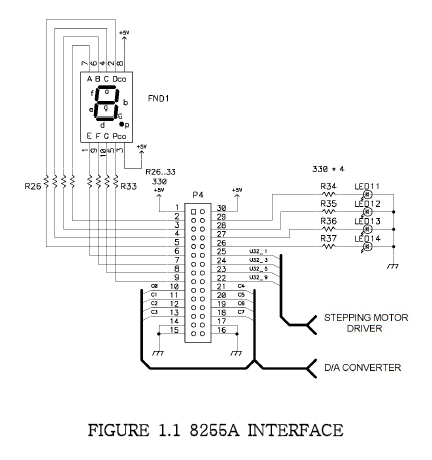 +5V
7 6 4 2 8
A B C D CO
f
g
b
e
d
G
p
FND1
E F G P CO
1 9 10 5 3
+5V
R26
R33
R26..33
330
+5V
P4
+5V
330 * 4
1 30
2 29
3 28
4 27
5 26
6 25
7 24
8 23
9 22
10 21
11 20
12 19
13 18
14 17
15 16
R34 LED11
R35 LED12
R36 LED13
R37 LED14
U32_1
U32_3
U32_5
U32_9
C0 C4
C1 C5
C2 C6
C3 C7
STEPPING MOTOR
DRIVER
D/A CONVERTER
FIGURE 1.1 8255A INTERFACE